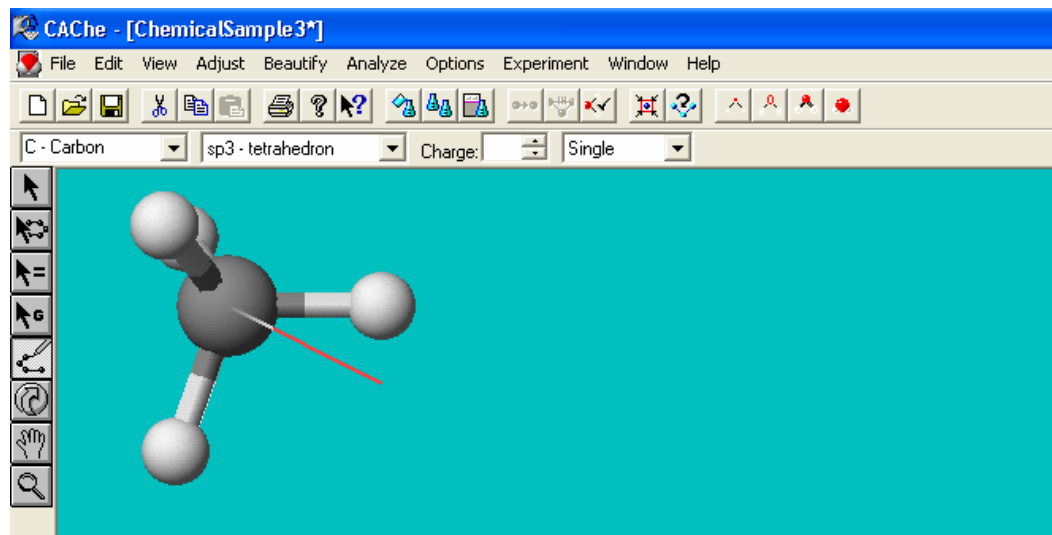 CAChe - [ChemicalSample3*]
File Edit View Adjust Beautify Analyze Options Experiment Window Help
C - Carbon sp3 - tetrahedron Charge: Single
G